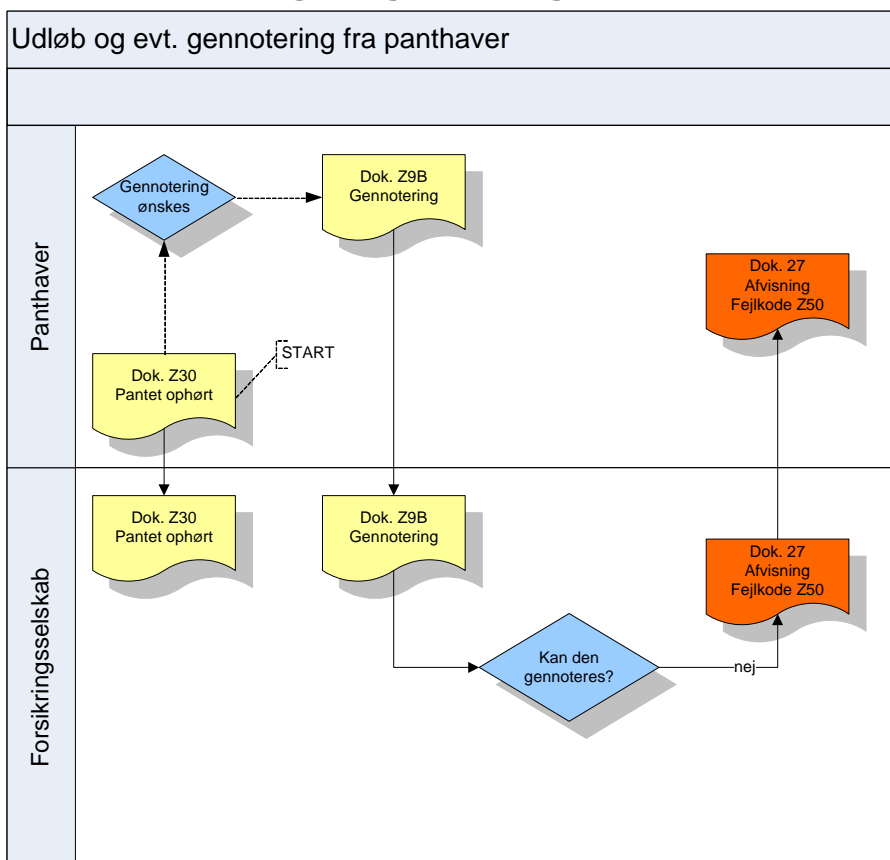 Udløb og evt. gennotering fra panthaver
Panthaver
Gennotering
ønskes
Dok. Z9B
Gennotering
Dok. 27
Afvisning
Fejlkode Z50
START
Dok. Z30
Pantet ophørt
Forsikringsselskab
Dok. Z30
Pantet ophørt
Dok. Z9B
Gennotering
Dok. 27
Afvisning
Fejlkode Z50
Kan den
gennoteres?
nej